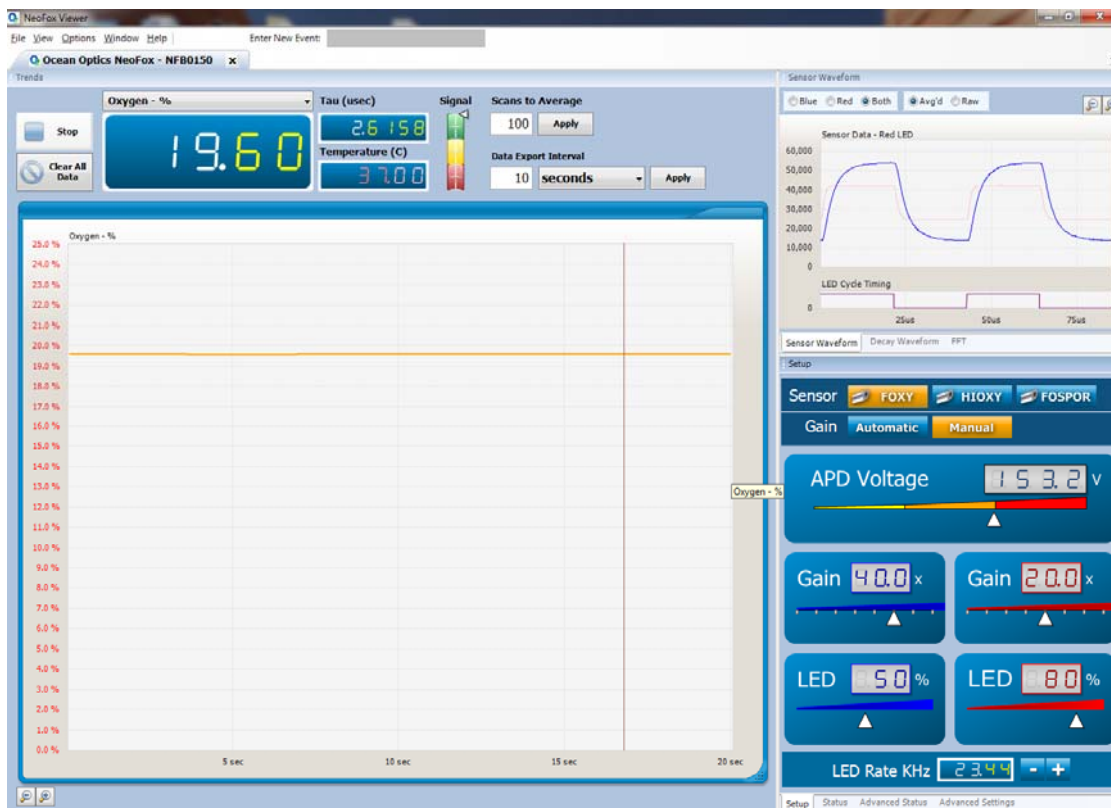 NeoFox Viewer
File View Options Window Help Enter New Event:
Ocean Optics NeoFox - NFB0150 x
Trends
Oxygen - % Tau (usec) Signal Scans to Average
Stop 19.60 2.6158 100 Apply
Clear All Data Temperature (C) Data Export Interval
37.00 10 seconds Apply
Oxygen - %
25.0 %
24.0 %
23.0 %
22.0 %
21.0 %
20.0 %
19.0 %
18.0 %
17.0 %
16.0 %
15.0 %
14.0 %
13.0 %
12.0 %
11.0 %
10.0 %
9.0 %
8.0 %
7.0 %
6.0 %
5.0 %
4.0 %
3.0 %
2.0 %
1.0 %
0.0 %
5 sec 10 sec 15 sec 20 sec
Oxygen - %
Sensor Waveform
Blue Red Both Avg'd Raw
Sensor Data - Red LED
60,000
50,000
40,000
30,000
20,000
10,000
0
LED Cycle Timing
0
25us 50us 75us
Sensor Waveform Decay Waveform FFT
Setup
Sensor FOXY HIOXY FOSPOR
Gain Automatic Manual
APD Voltage 153.2 V
Gain 40.0 x Gain 20.0 x
LED 50 % LED 80 %
LED Rate KHz 23.44 - +
Setup Status Advanced Status Advanced Settings